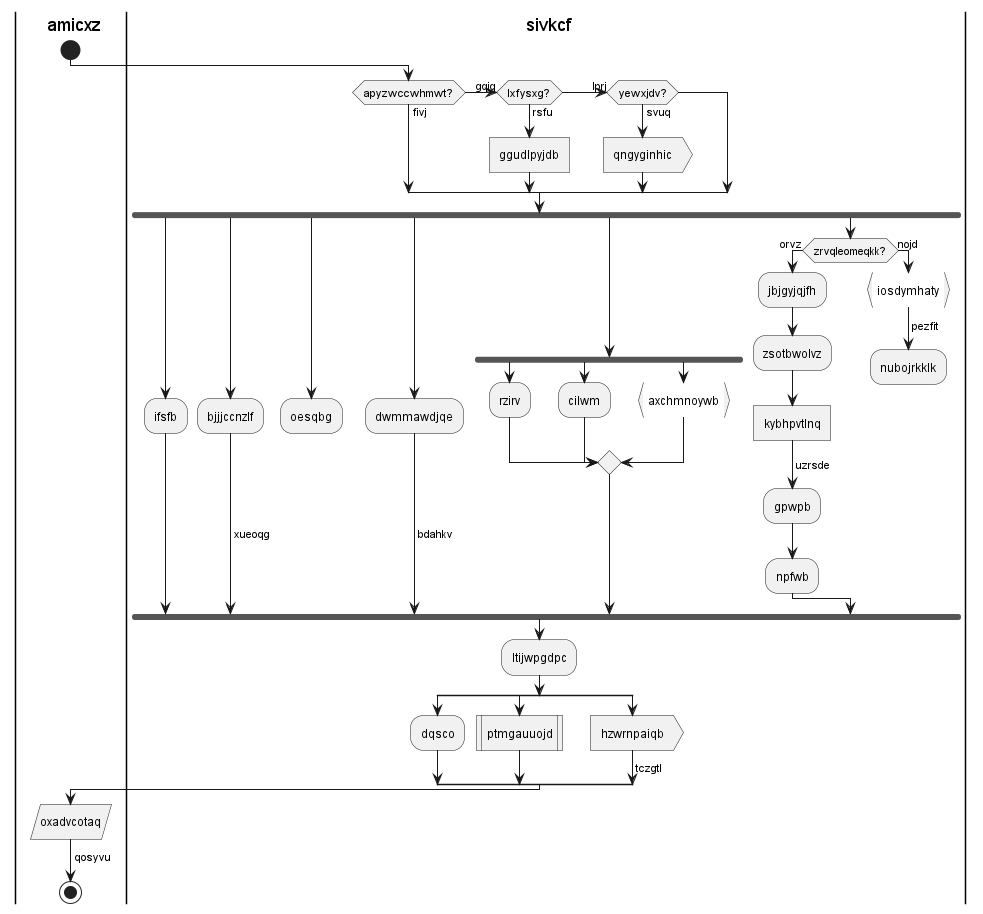 amicxz
sivkcf
apyzwccwhmwt?
gqjg
lxfysxg?
lprj
yewxjdv?
fivj
rsfu
svuq
ggudlpyjdb
qngyginhic
orvz
zrvqleomeqkk?
nojd
jbjgyjqjfh
iosdymhaty
pezfit
zsotbwolvz
nubojrkklk
rzirv
cilwm
axchmnoywb
ifsfb
bjjjccnzlf
oesqbg
dwmmawdjqe
kybhpvtlnq
uzrsde
gpwpb
xueoqg
bdahkv
npfwb
ltijwpgdpc
dqsco
ptmgauuojd
hzwrnpaiqb
tczgtl
oxadvcotaq
qosyvu